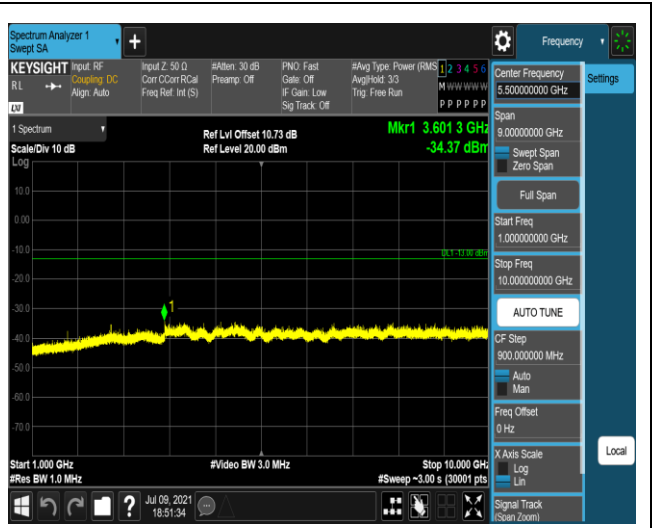 Spectrum Analyzer 1
Swept SA
+
Frequency
KEYSIGHT
RL
LXI
Input: RF
Coupling: DC
Align: Auto
Input Z: 50 Ω
Corr CCorr RCal
Freq Ref: Int (S)
#Atten: 30 dB
Preamp: Off
PNO: Fast
Gate: Off
IF Gain: Low
Sig Track: Off
#Avg Type: Power (RMS
Avg|Hold: 3/3
Trig: Free Run
1 2 3 4 5 6
M W W W W W
P P P P P P
Center Frequency
5.500000000 GHz
Settings
1 Spectrum
Scale/Div 10 dB
Ref Lvl Offset 10.73 dB
Ref Level 20.00 dBm
Mkr1 3.601 3 GHz
-34.37 dBm
Span
9.00000000 GHz
Swept Span
Zero Span
Full Span
Start Freq
1.000000000 GHz
Stop Freq
10.000000000 GHz
AUTO TUNE
CF Step
900.000000 MHz
Auto
Man
Freq Offset
0 Hz
X Axis Scale
Log
Lin
Signal Track
(Span Zoom)
Local
Log
10.0
0.00
-10.0
-20.0
-30.0
-40.0
-50.0
-60.0
-70.0
DL1 -13.00 dBm
1
Start 1.000 GHz
#Res BW 1.0 MHz
#Video BW 3.0 MHz
Stop 10.000 GHz
#Sweep ~3.00 s (30001 pts)
?
Jul 09, 2021
18:51:34